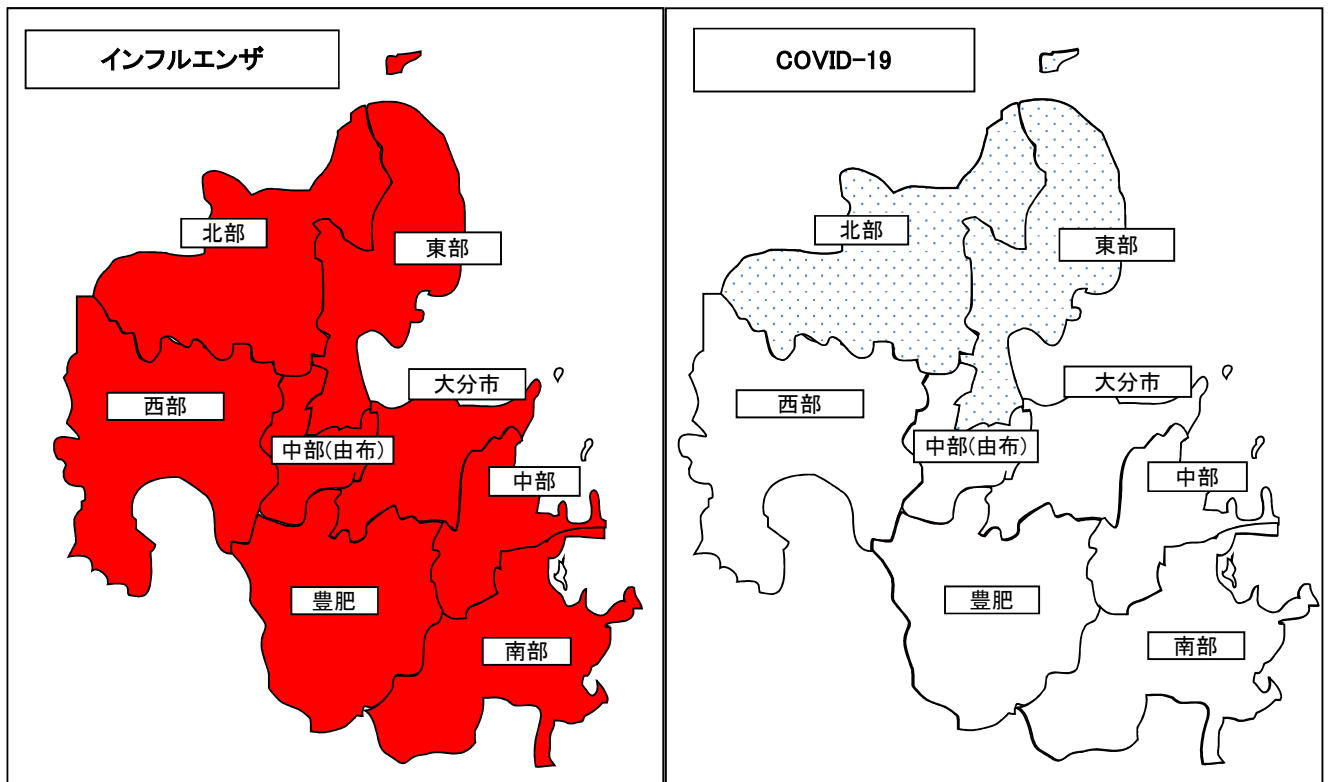 インフルエンザ
北部
東部
大分市
西部
中部(由布)
中部
豊肥
南部
COVID-19
北部
東部
大分市
西部
中部(由布)
中部
豊肥
南部